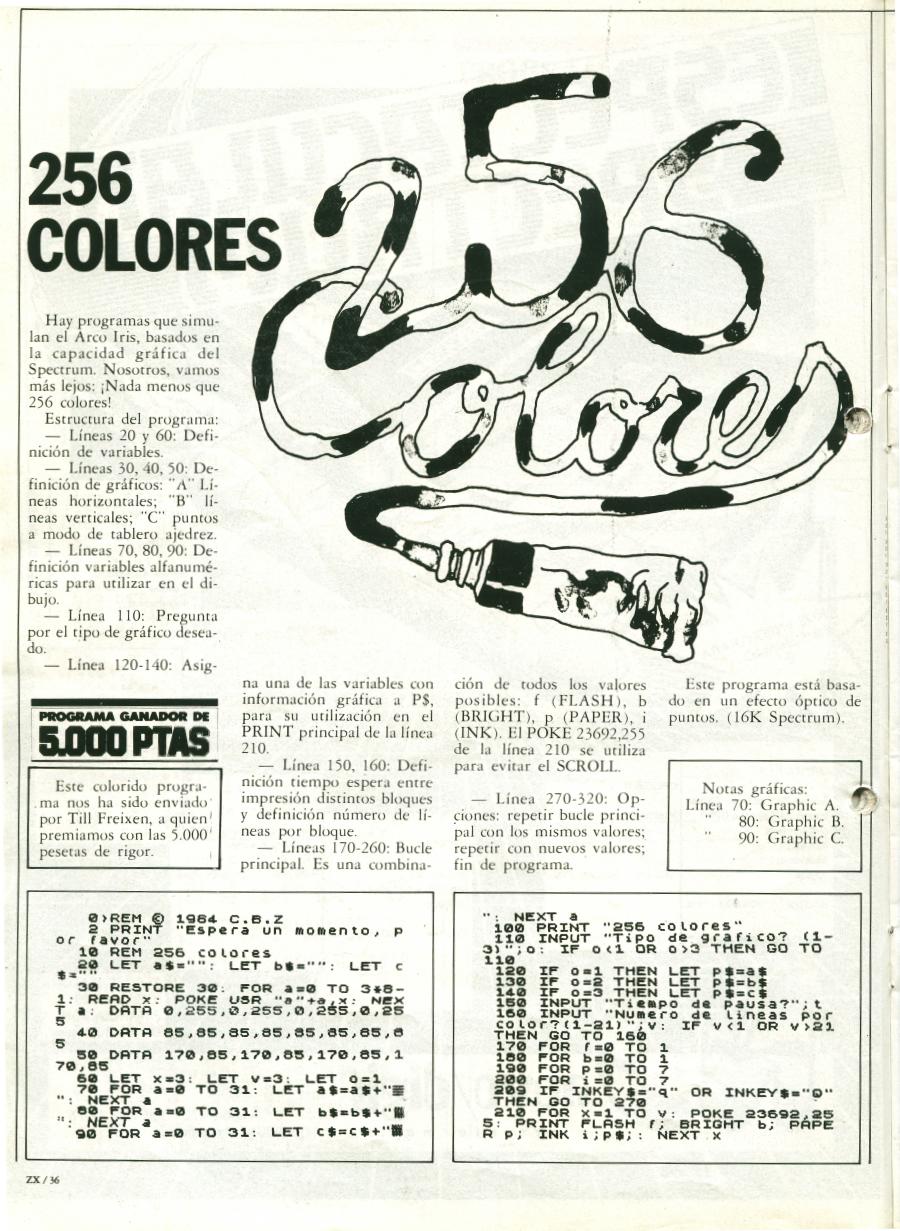 256
COLORES
256
Colores
Hay programas que simu-
lan el Arco Iris, basados en
la capacidad gráfica del
Spectrum. Nosotros, vamos
más lejos: ¡Nada menos que
256 colores!
Estructura del programa:
— Líneas 20 y 60: Defi-
nición de variables.
— Líneas 30, 40, 50: De-
finición de gráficos: "A" Lí-
neas horizontales; "B" lí-
neas verticales; "C" puntos
a modo de tablero ajedrez.
— Líneas 70, 80, 90: De-
finición variables alfanumé-
ricas para utilizar en el di-
bujo.
— Línea 110: Pregunta
por el tipo de gráfico desea-
do.
— Línea 120-140: Asig-
PROGRAMA GANADOR DE
5.000 PTAS
Este colorido progra-
ma nos ha sido enviado
por Till Freixen, a quien
premiamos con las 5.000
pesetas de rigor.
na una de las variables con
información gráfica a P$,
para su utilización en el
PRINT principal de la línea
210.
— Línea 150, 160: Defi-
nición tiempo espera entre
impresión distintos bloques
y definición número de lí-
neas por bloque.
— Líneas 170-260: Bucle
principal. Es una combina-
ción de todos los valores
posibles: f (FLASH), b
(BRIGHT), p (PAPER), i
(INK). El POKE 23692,255
de la línea 210 se utiliza
para evitar el SCROLL.
— Línea 270-320: Op-
ciones: repetir bucle princi-
pal con los mismos valores;
repetir con nuevos valores;
fin de programa.
Este programa está basa-
do en un efecto óptico de
puntos. (16K Spectrum).
Notas gráficas:
Línea 70: Graphic A.
" 80: Graphic B.
" 90: Graphic C.
0>REM © 1984 C.B.Z
2 PRINT "Espera un momento, p
or favor"
10 REM 256 colores
20 LET a$="": LET b$="": LET c
$=""
30 RESTORE 30: FOR a=0 TO 3*8-
1: READ x: POKE USR "a"+a,x: NEX
T a: DATA 0,255,0,255,0,255,0,25
5
40 DATA 85,85,85,85,85,85,85,8
5
50 DATA 170,85,170,85,170,85,1
70,85
60 LET x=3: LET v=3: LET o=1
70 FOR a=0 TO 31: LET a$=a$+"
": NEXT a
80 FOR a=0 TO 31: LET b$=b$+"
": NEXT a
90 FOR a=0 TO 31: LET c$=c$+"
": NEXT a
100 PRINT "256 colores"
110 INPUT "Tipo de grafico? (1-
3)";o: IF o<1 OR o>3 THEN GO TO
110
120 IF o=1 THEN LET p$=a$
130 IF o=2 THEN LET p$=b$
140 IF o=3 THEN LET p$=c$
150 INPUT "Tiempo de pausa?";t
160 INPUT "Numero de lineas por
color?(1-21)";v: IF v<1 OR v>21
THEN GO TO 160
170 FOR f=0 TO 1
180 FOR b=0 TO 1
190 FOR p=0 TO 7
200 FOR i=0 TO 7
209 IF INKEY$="q" OR INKEY$="Q"
THEN GO TO 270
210 FOR x=1 TO v: POKE 23692,25
5: PRINT FLASH f; BRIGHT b; PAPE
R p; INK i;p$;: NEXT x
ZX / 36